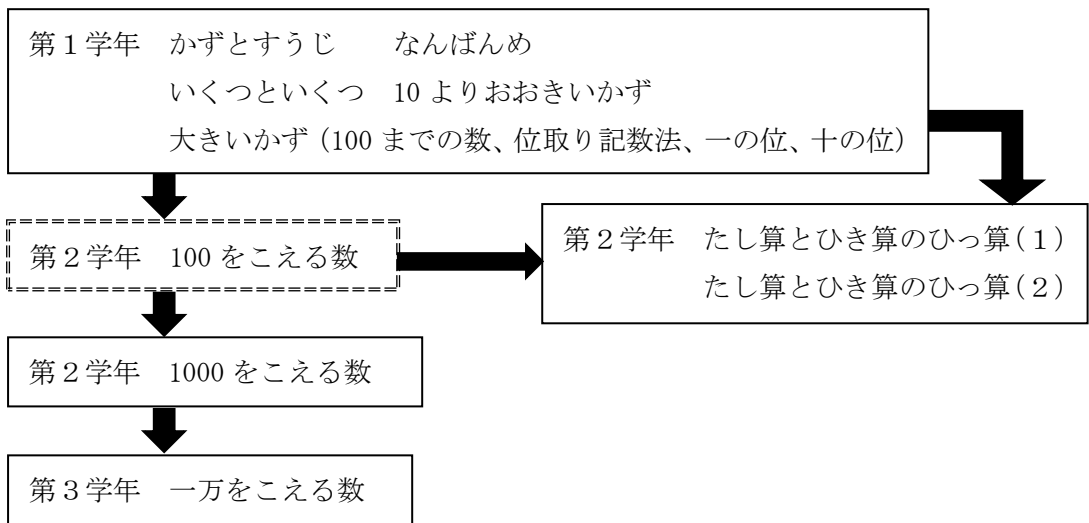 第１学年　かずとすうじ　　なんばんめ
いくつといくつ　10 よりおおきいかず
大きいかず（100 までの数、位取り記数法、一の位、十の位）
第２学年　100 をこえる数
第２学年　たし算とひき算のひっ算（１）
たし算とひき算のひっ算（２）
第２学年　1000 をこえる数
第３学年　一万をこえる数